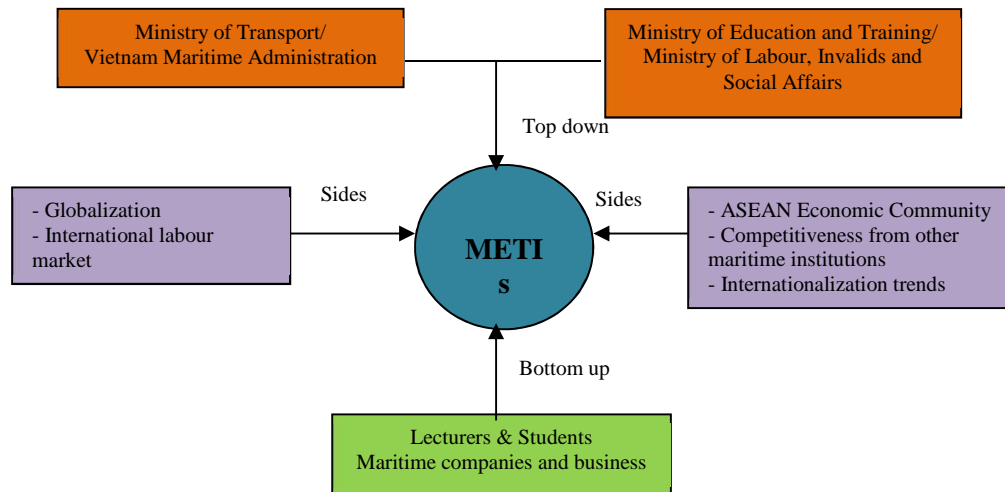 Ministry of Transport/
Vietnam Maritime Administration
Ministry of Education and Training/
Ministry of Labour, Invalids and
Social Affairs
Top down
Sides
Sides
- Globalization
- International labour
market
METI
s
- ASEAN Economic Community
- Competitiveness from other
maritime institutions
- Internationalization trends
Bottom up
Lecturers & Students
Maritime companies and business